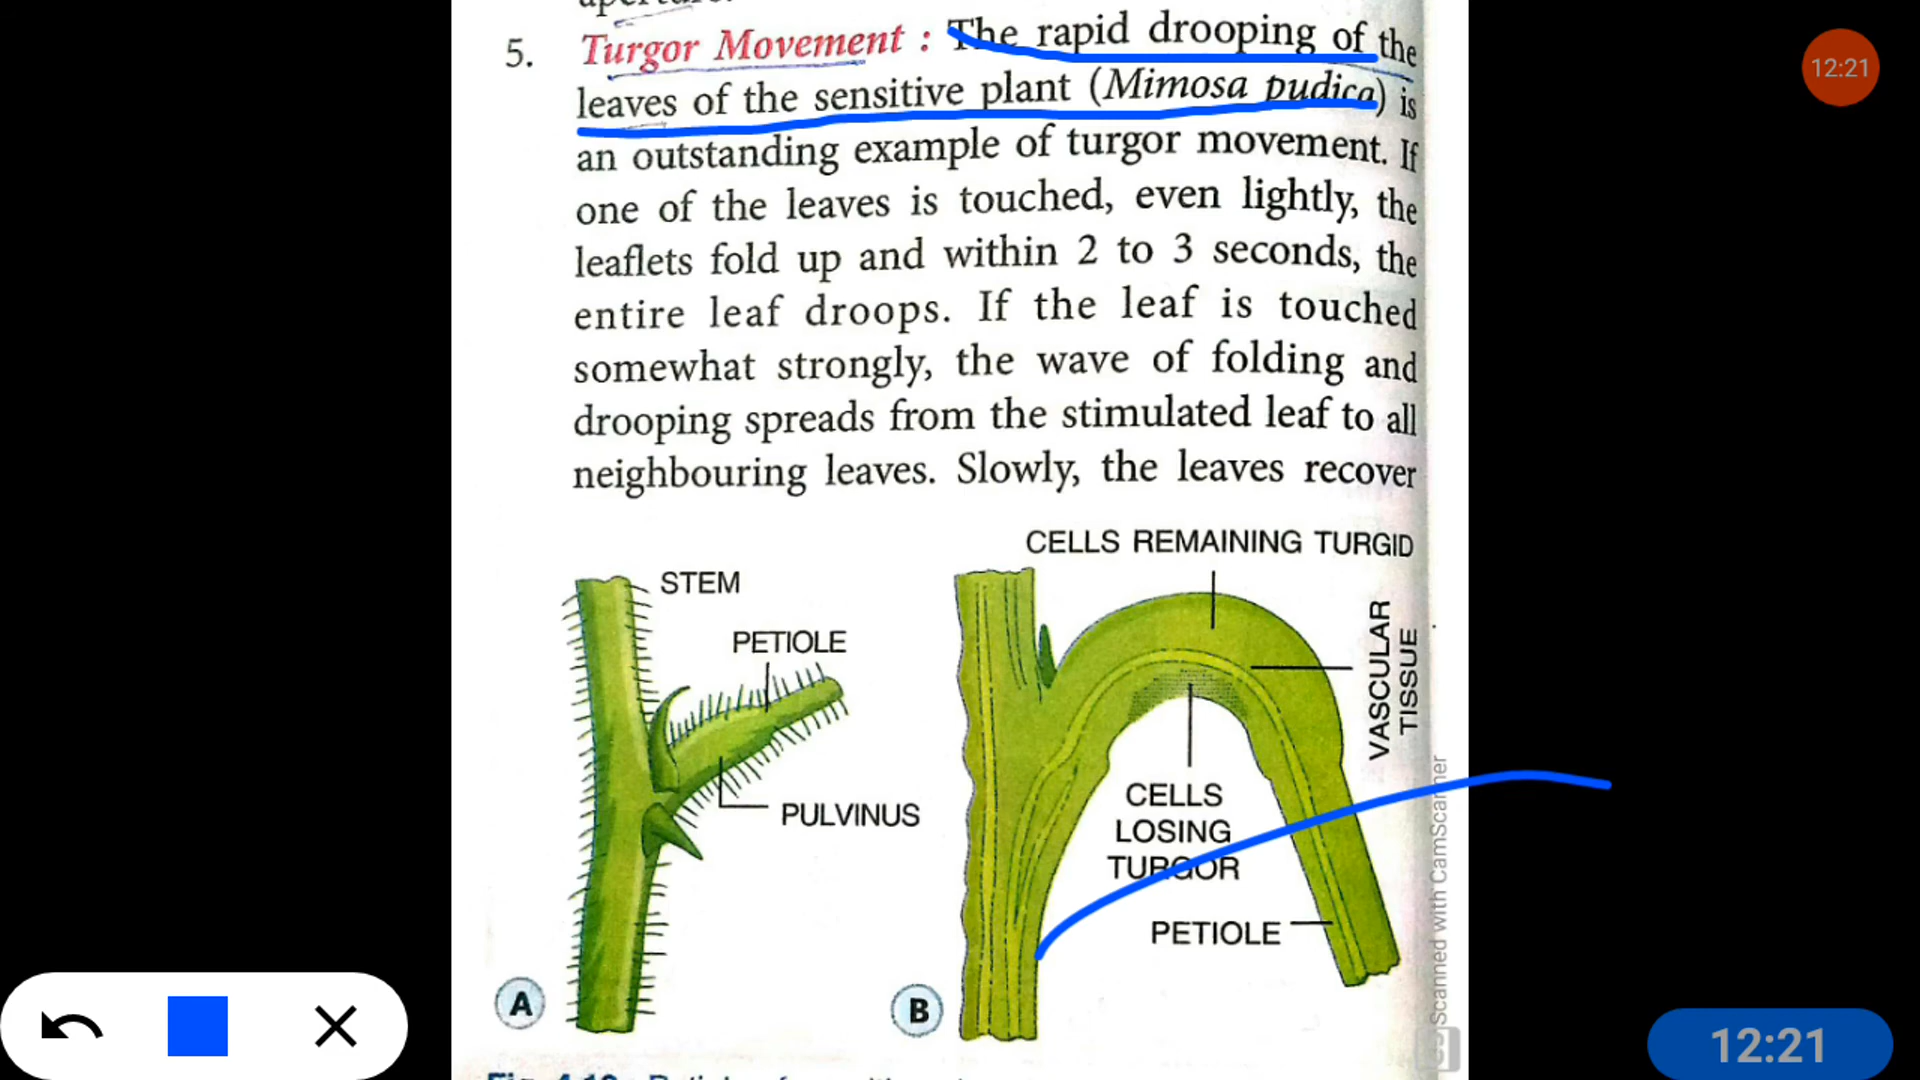 5. Turgor Movement : The rapid drooping of the
leaves of the sensitive plant (Mimosa pudica) is
an outstanding example of turgor movement. If
one of the leaves is touched, even lightly, the
leaflets fold up and within 2 to 3 seconds, the
entire leaf droops. If the leaf is touched
somewhat strongly, the wave of folding and
drooping spreads from the stimulated leaf to all
neighbouring leaves. Slowly, the leaves recover
STEM
PETIOLE
PULVINUS
A
CELLS REMAINING TURGID
VASCULAR
TISSUE
CELLS
LOSING
TURGOR
PETIOLE
B
Scanned with CamScanner
12:21
12:21